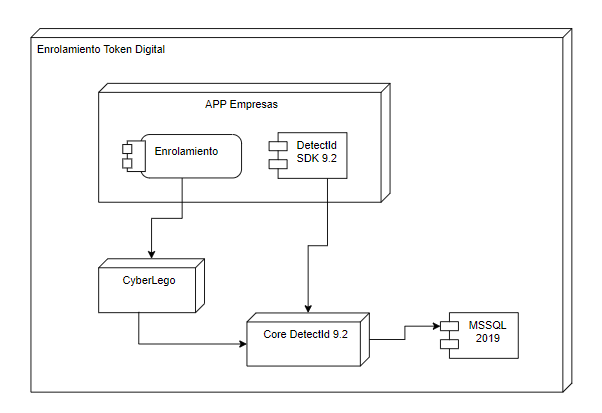 Enrolamiento Token Digital
APP Empresas
Enrolamiento
DetectId
SDK 9.2
CyberLego
Core DetectId 9.2
MSSQL
2019